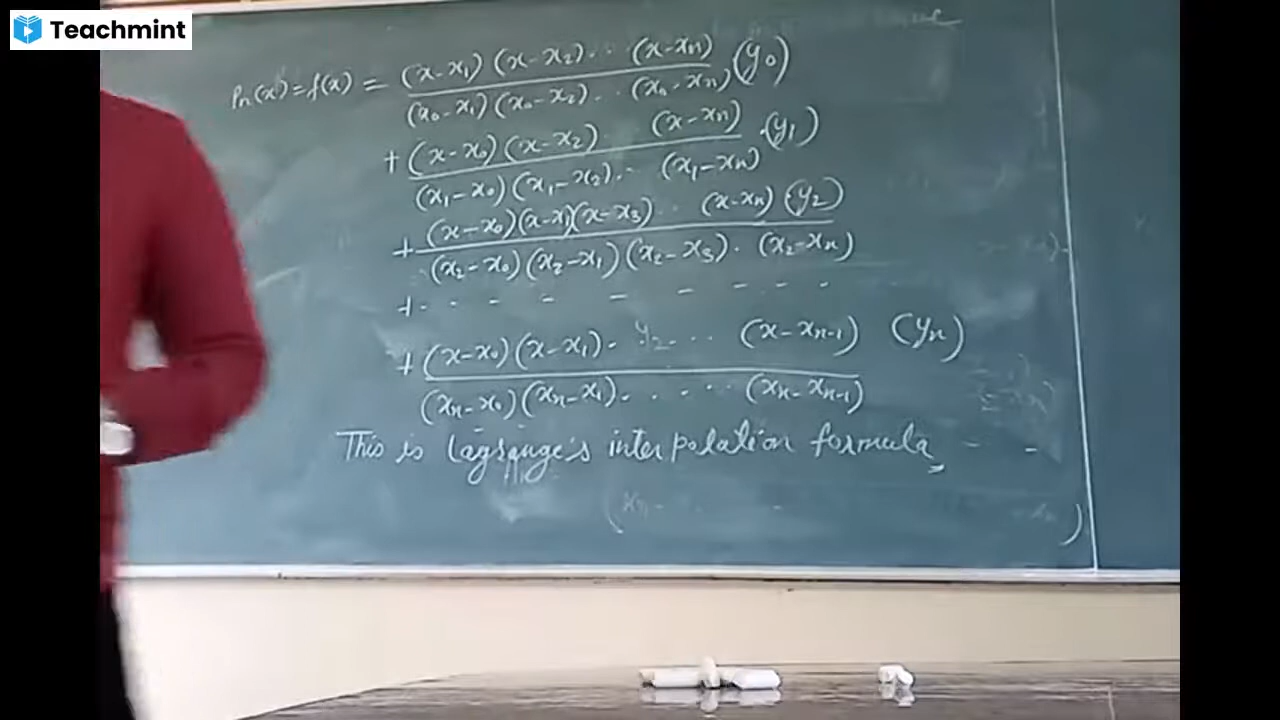 Teachmint
Pn(x) = f(x) = (x-x₁)(x-x₂)... (x-xn)
(x₀-x₁)(x₀-x₂)... (x₀-xn) (y₀)
+ (x-x₀)(x-x₂) (x-xn)
(x₁-x₀)(x₁-x₂).. (x₁-xn) .(y₁)
+ (x-x₀)(x-x₁)(x-x₃).. (x-xn) (y₂)
(x₂-x₀)(x₂-x₁)(x₂-x₃). (x₂-xn)
+ . . - - - - - . .
+ (x-x₀)(x-x₁). ... (x-xn-1) (yn)
(xn-x₀)(xn-x₁). . .. .. (xn-xn-1)
This is Lagrange's interpolation formula